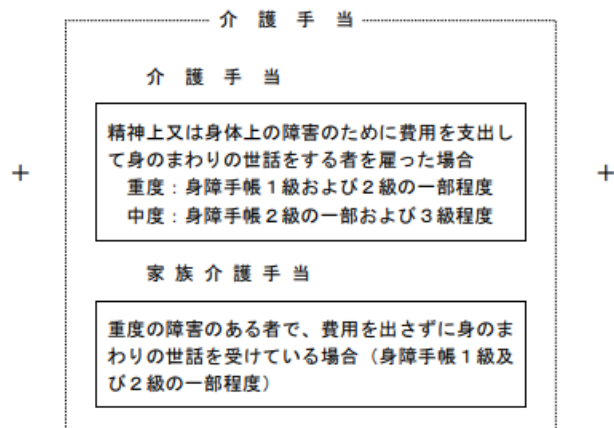 介護手当
介護手当
精神上又は身体上の障害のために費用を支出し
て身のまわりの世話をする者を雇った場合
+
+
重度：身障手帳１級および２級の一部程度
中度：身障手帳２級の一部および３級程度
家族介護手当
重度の障害のある者で、費用を出さずに身のま
わりの世話を受けている場合（身障手帳１級及
び２級の一部程度）